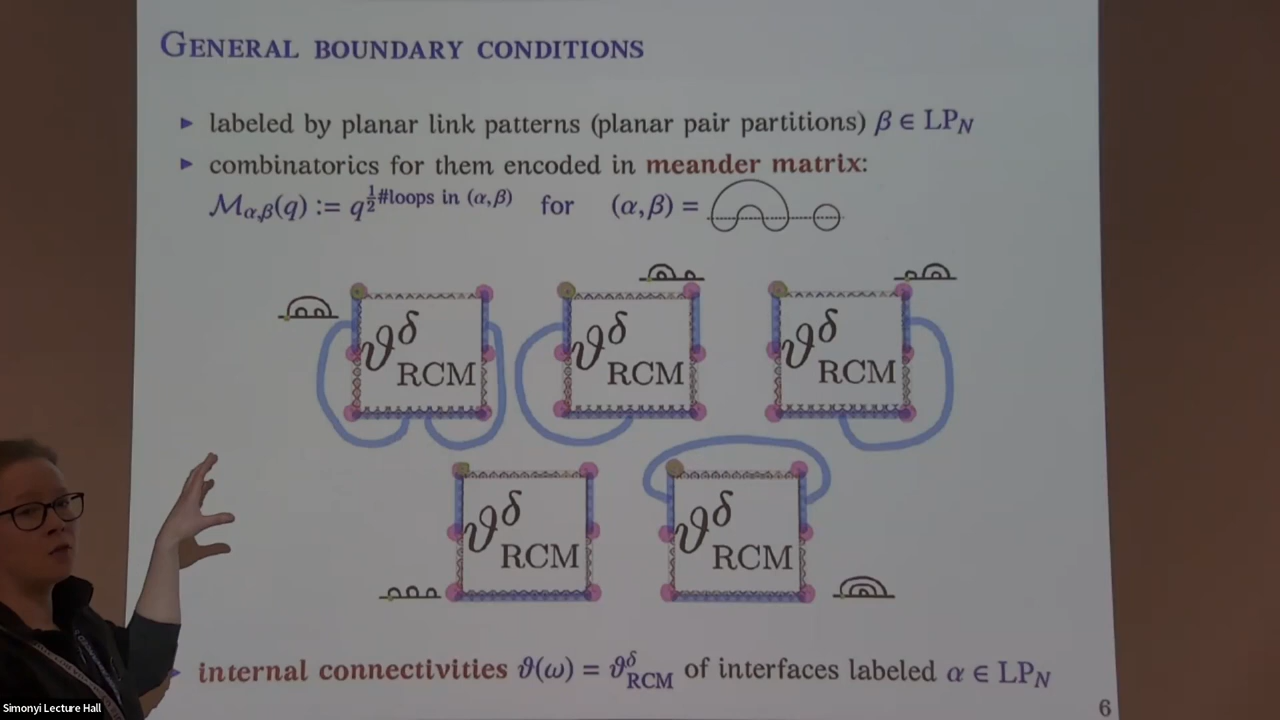 GENERAL BOUNDARY CONDITIONS
▸ labeled by planar link patterns (planar pair partitions) β ∈ LP_N
▸ combinatorics for them encoded in meander matrix:
ℳ_{α,β}(q) := q^{½#loops in (α,β)} for (α,β) =
ϑ^δ_RCM ϑ^δ_RCM ϑ^δ_RCM
ϑ^δ_RCM ϑ^δ_RCM
▸ internal connectivities ϑ(ω) = ϑ^δ_RCM of interfaces labeled α ∈ LP_N
6
Simonyi Lecture Hall